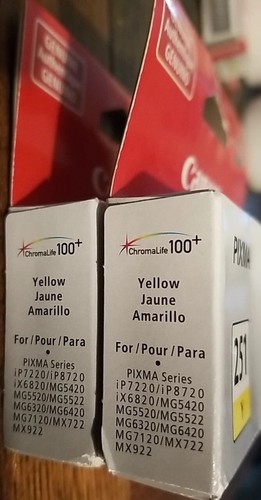 GENUINE
GENUINE
ChromaLife100+
Yellow
Jaune
Amarillo
For/Pour/Para
PIXMA Series
iP7220/iP8720
iX6820/MG5420
MG5520/MG5522
MG6320/MG6420
MG7120/MX722
MX922
ChromaLife100+
Yellow
Jaune
Amarillo
For/Pour/Para
•
PIXMA Series
iP7220/iP8720
iX6820/MG5420
MG5520/MG5522
MG6320/MG6420
MG7120/MX722
MX922
PIXMA
251
Y